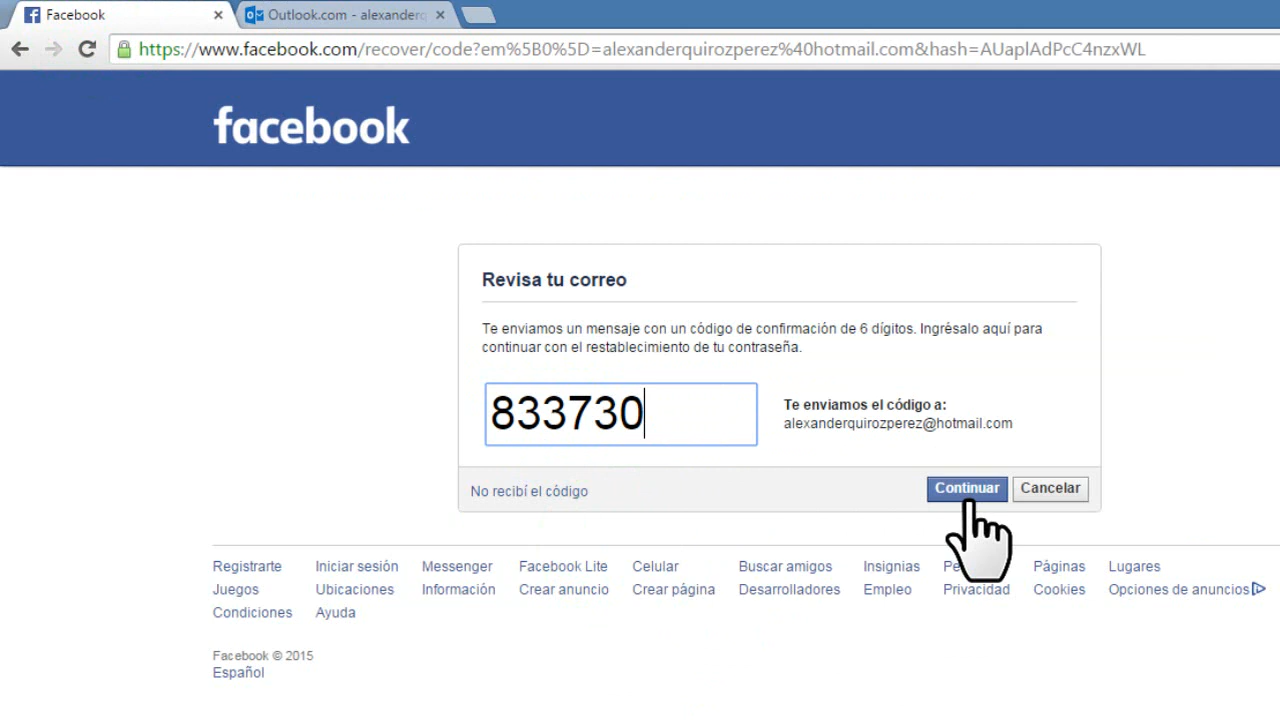 Facebook
Outlook.com - alexanderq
https://www.facebook.com/recover/code?em%5B0%5D=alexanderquirozperez%40hotmail.com&hash=AUaplAdPcC4nzxWL
facebook
Revisa tu correo
Te enviamos un mensaje con un código de confirmación de 6 dígitos. Ingrésalo aquí para
continuar con el restablecimiento de tu contraseña.
833730
Te enviamos el código a:
alexanderquirozperez@hotmail.com
No recibí el código
Continuar
Cancelar
Registrarte Iniciar sesión Messenger Facebook Lite Celular Buscar amigos Insignias Páginas Lugares
Juegos Ubicaciones Información Crear anuncio Crear página Desarrolladores Empleo Privacidad Cookies Opciones de anuncios
Condiciones Ayuda
Facebook © 2015
Español